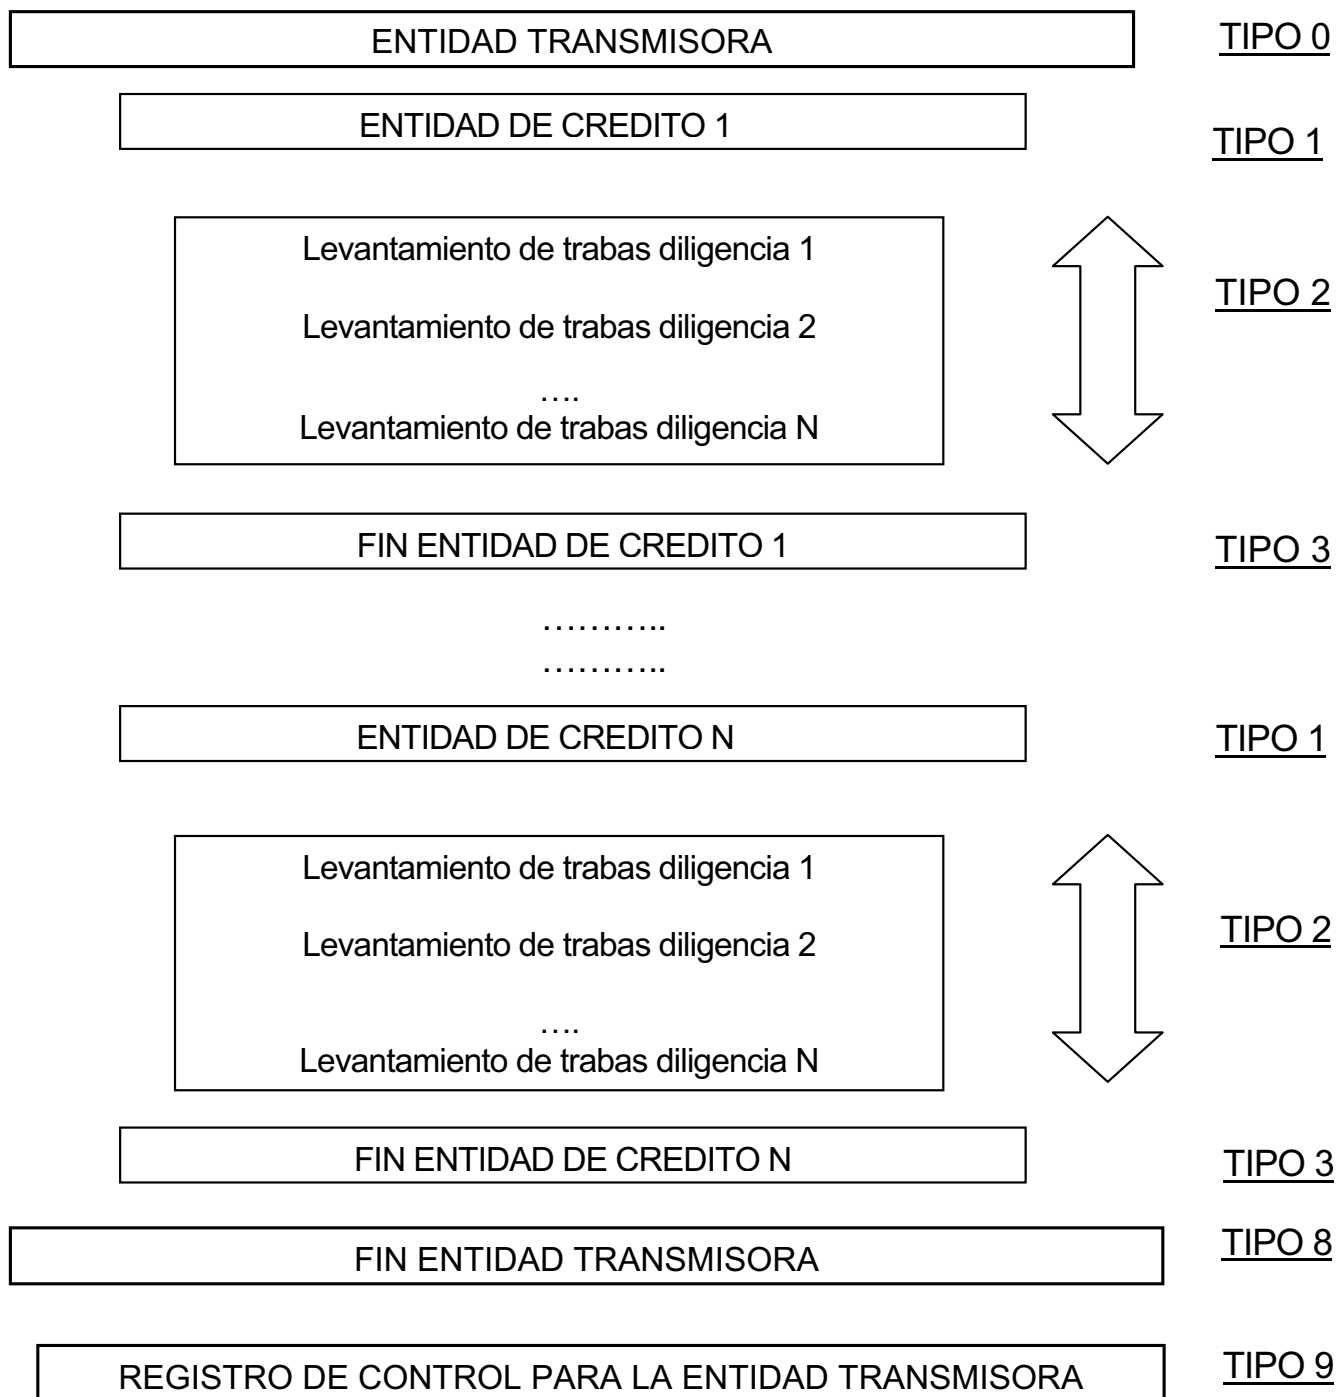 ENTIDAD TRANSMISORA TIPO 0
ENTIDAD DE CREDITO 1 TIPO 1
Levantamiento de trabas diligencia 1
TIPO 2
Levantamiento de trabas diligencia 2
….
Levantamiento de trabas diligencia N
FIN ENTIDAD DE CREDITO 1 TIPO 3
………..
………..
ENTIDAD DE CREDITO N TIPO 1
Levantamiento de trabas diligencia 1
Levantamiento de trabas diligencia 2 TIPO 2
….
Levantamiento de trabas diligencia N
FIN ENTIDAD DE CREDITO N TIPO 3
FIN ENTIDAD TRANSMISORA TIPO 8
REGISTRO DE CONTROL PARA LA ENTIDAD TRANSMISORA TIPO 9